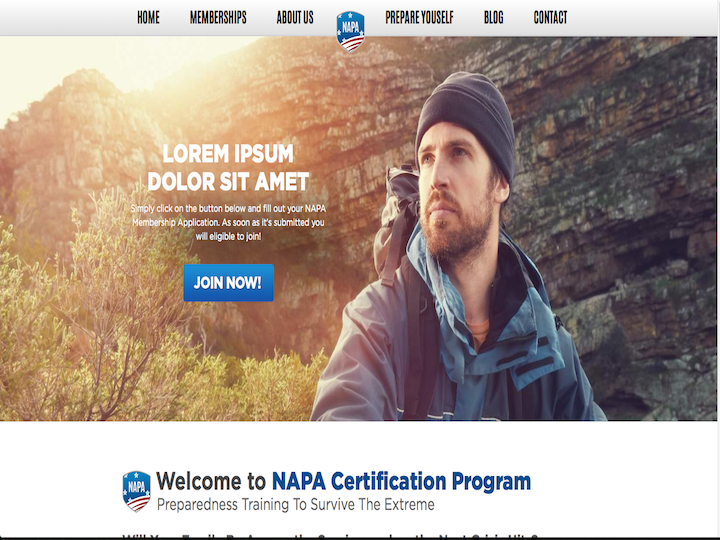 HOME MEMBERSHIPS ABOUT US NAPA PREPARE YOUSELF BLOG CONTACT
LOREM IPSUM
DOLOR SIT AMET
Simply click on the button below and fill out your NAPA
Membership Application. As soon as it's submitted you
will eligible to join!
JOIN NOW!
NAPA Welcome to NAPA Certification Program
Preparedness Training To Survive The Extreme